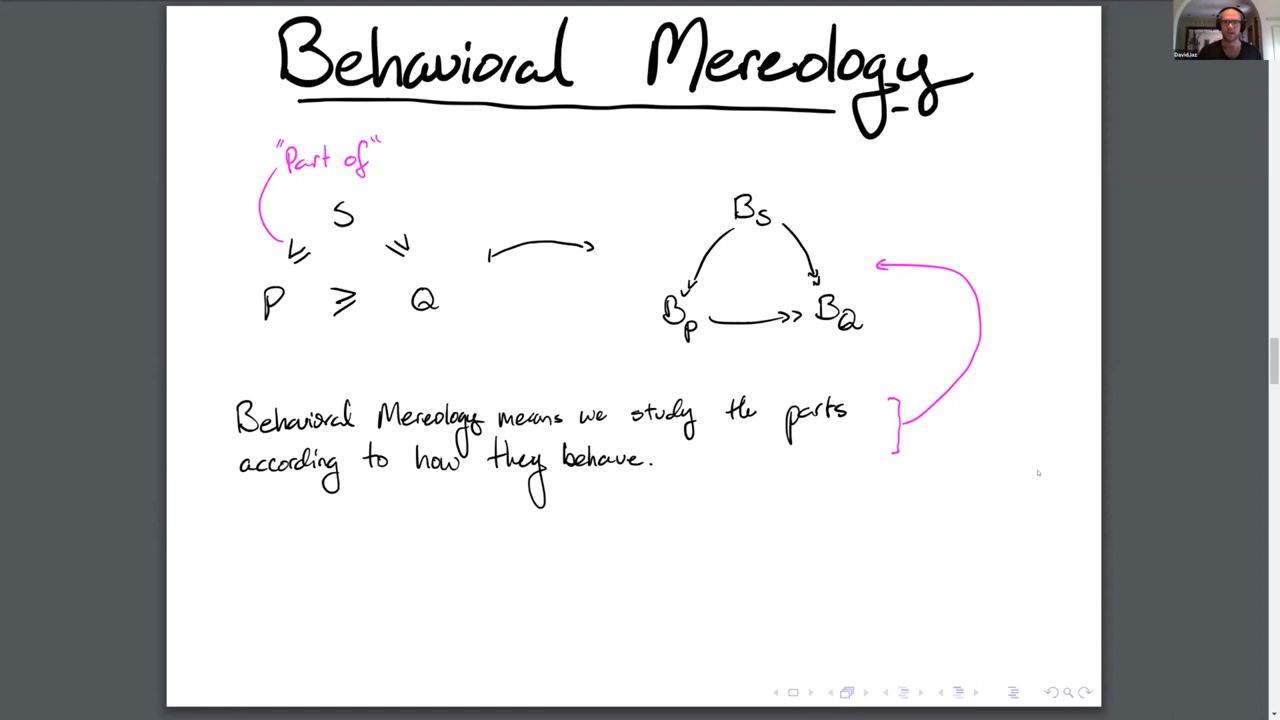 Behavioral Mereology
"Part of"
S
B_S
P ≥ Q
B_P → B_Q
Behavioral Mereology means we study the parts
according to how they behave.
DavidJaz